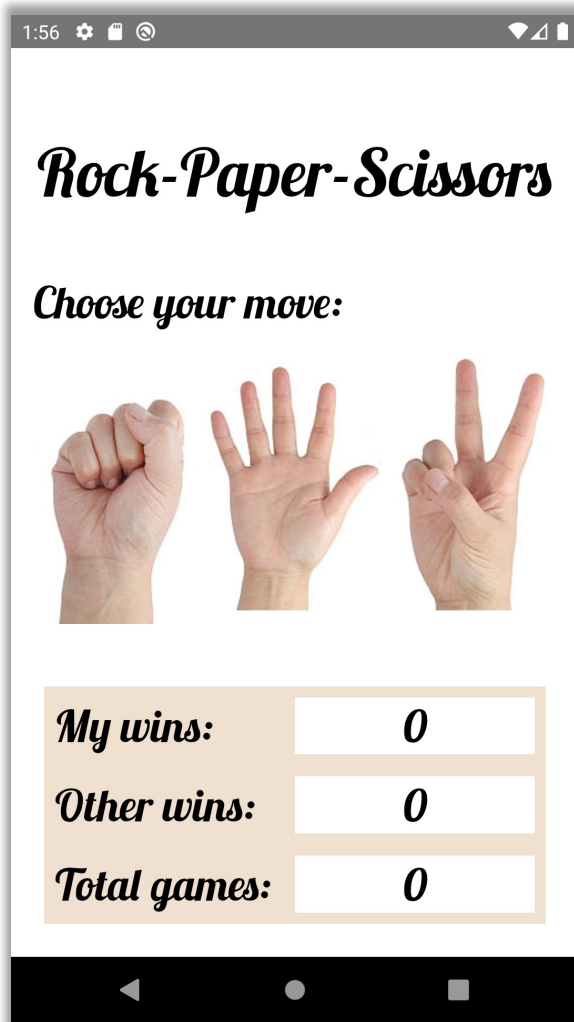 1:56
Rock-Paper-Scissors
Choose your move:
My wins: 0
Other wins: 0
Total games: 0